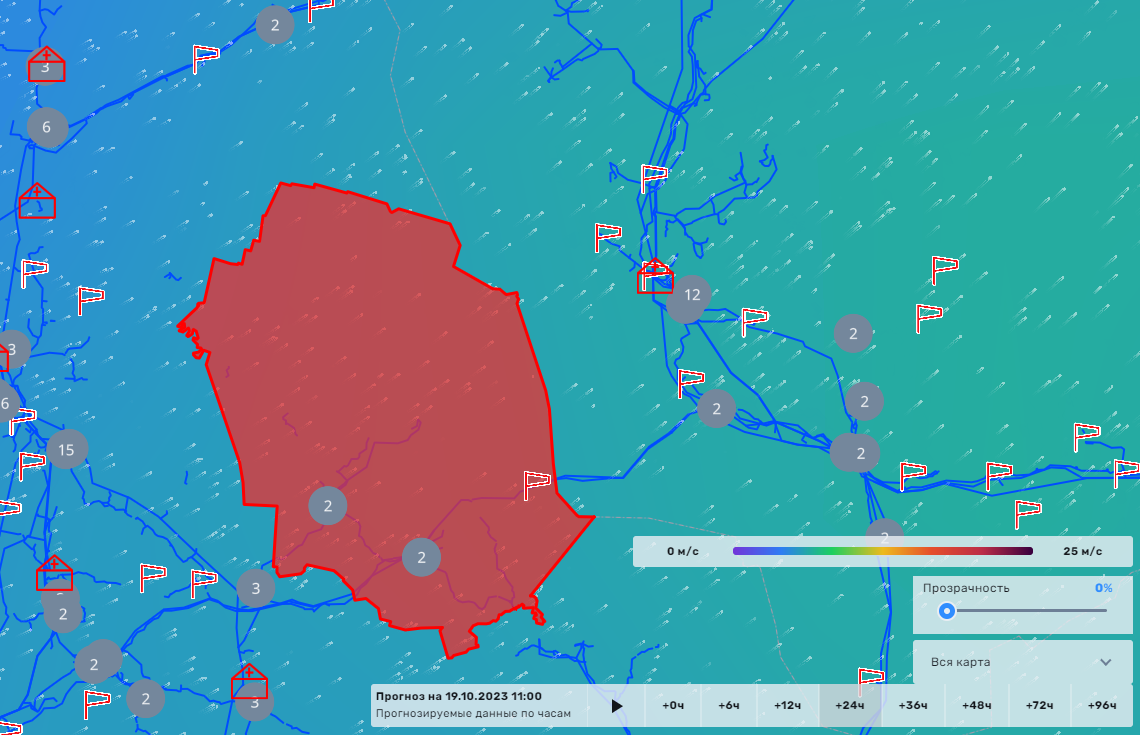 2
3
6
12
3
2
6
2
2
15
2
2
2
2
2
3
2
2
2
3
0 м/с
25 м/с
Прозрачность
0%
Вся карта
Прогноз на 19.10.2023 11:00
Прогнозируемые данные по часам
+0ч
+6ч
+12ч
+24ч
+36ч
+48ч
+72ч
+96ч